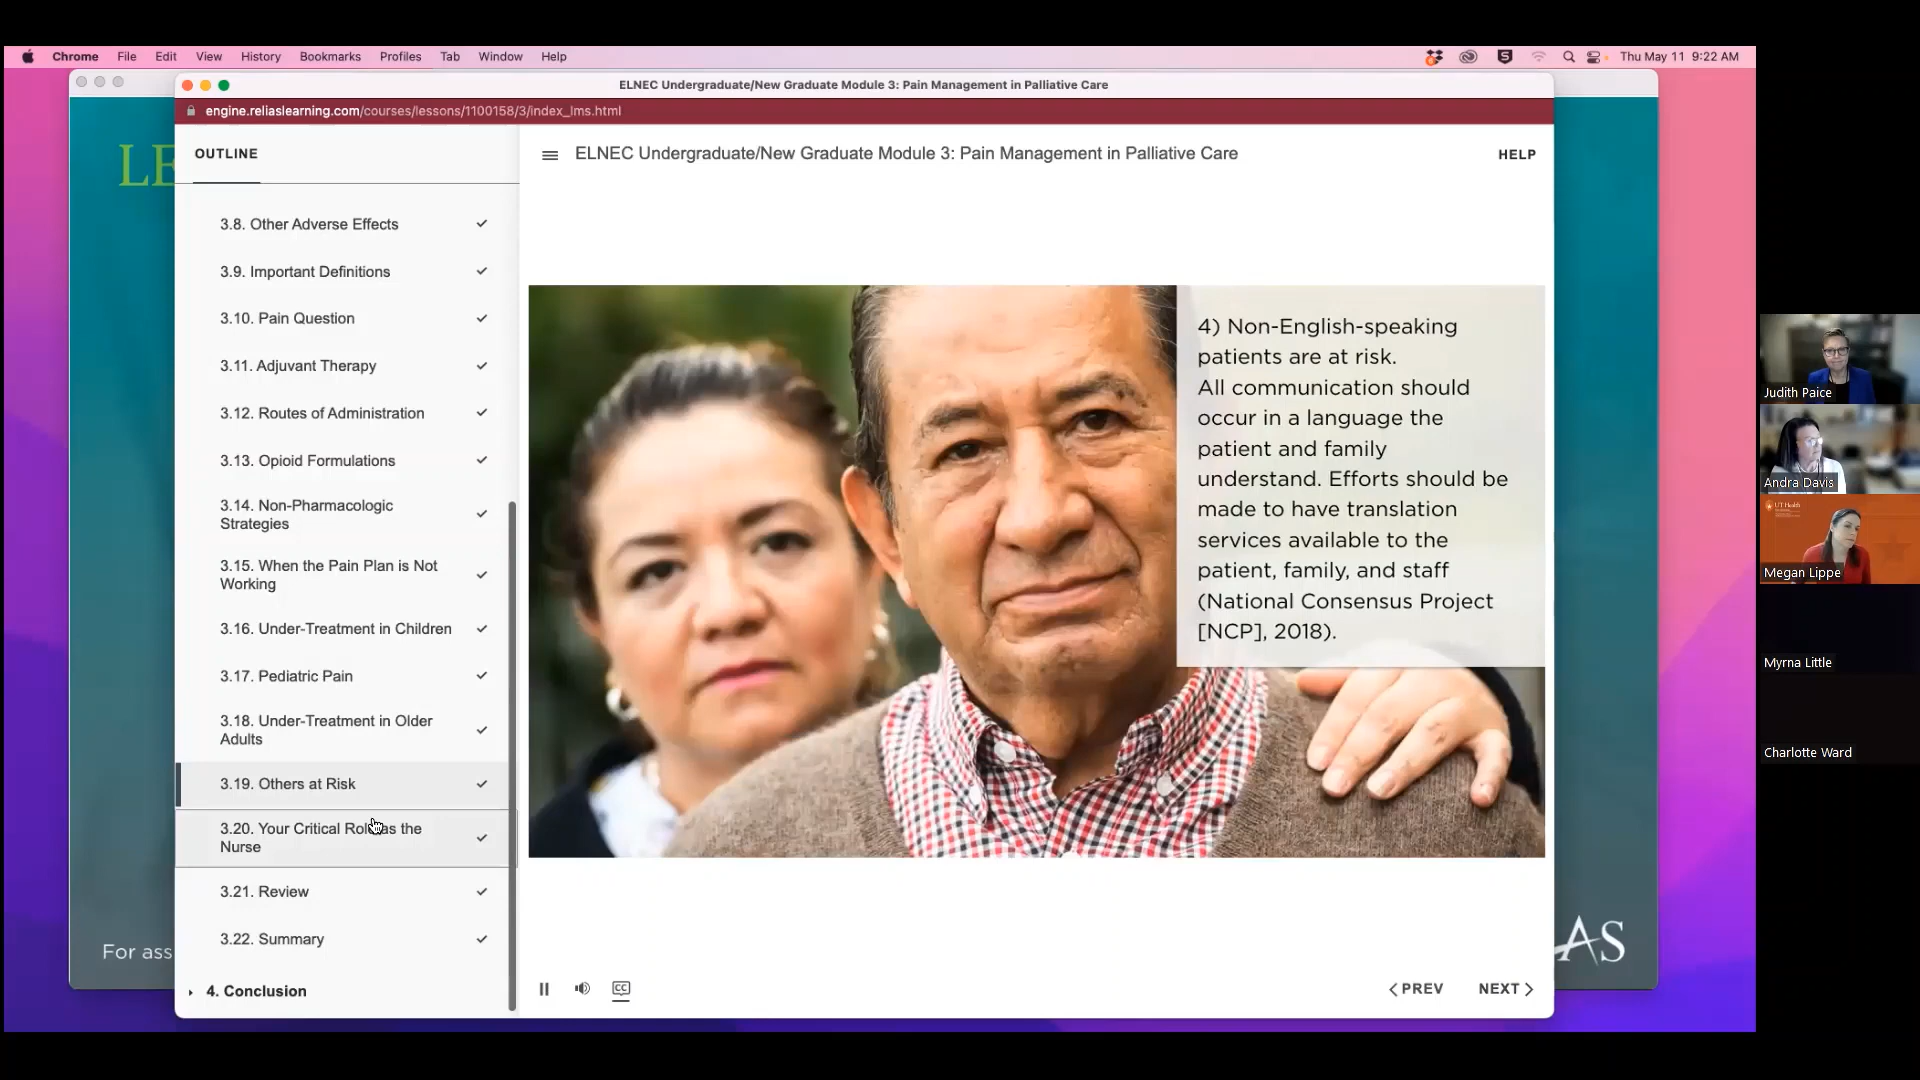 Chrome File Edit View History Bookmarks Profiles Tab Window Help Thu May 11 9:22 AM
ELNEC Undergraduate/New Graduate Module 3: Pain Management in Palliative Care
engine.reliaslearning.com/courses/lessons/1100158/3/index_lms.html
LE
OUTLINE
ELNEC Undergraduate/New Graduate Module 3: Pain Management in Palliative Care
HELP
3.8. Other Adverse Effects
3.9. Important Definitions
3.10. Pain Question
3.11. Adjuvant Therapy
3.12. Routes of Administration
3.13. Opioid Formulations
3.14. Non-Pharmacologic
Strategies
3.15. When the Pain Plan is Not
Working
3.16. Under-Treatment in Children
3.17. Pediatric Pain
3.18. Under-Treatment in Older
Adults
3.19. Others at Risk
3.20. Your Critical Role as the
Nurse
3.21. Review
3.22. Summary
4. Conclusion
4) Non-English-speaking
patients are at risk.
All communication should
occur in a language the
patient and family
understand. Efforts should be
made to have translation
services available to the
patient, family, and staff
(National Consensus Project
[NCP], 2018).
CC
PREV
NEXT
For ass
AS
Judith Paice
Andra Davis
UT Health
Megan Lippe
Myrna Little
Charlotte Ward